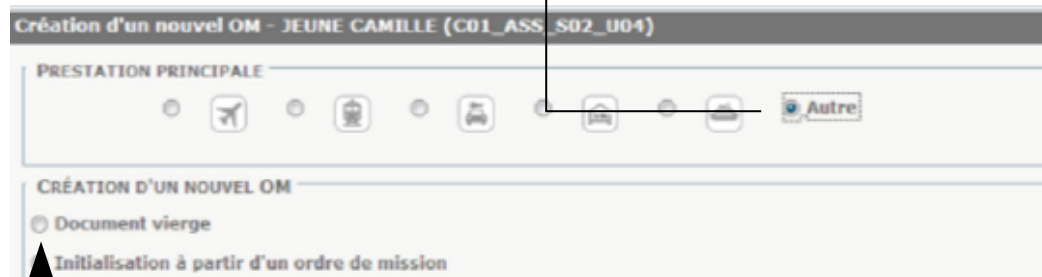 Création d'un nouvel OM - JEUNE CAMILLE (C01_ASS_S02_U04)
PRESTATION PRINCIPALE
Autre
CRÉATION D'UN NOUVEL OM
Document vierge
Initialisation à partir d'un ordre de mission